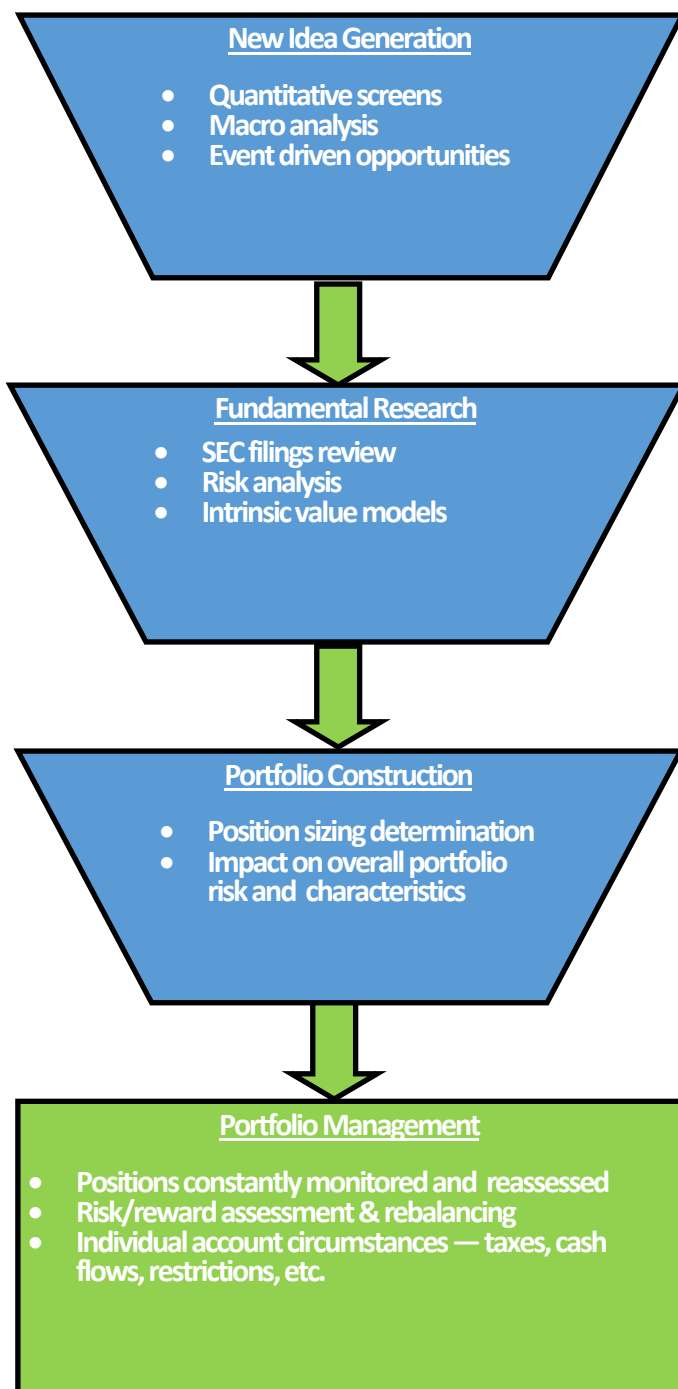 New Idea Generation
• Quantitative screens
• Macro analysis
• Event driven opportunities
Fundamental Research
• SEC filings review
• Risk analysis
• Intrinsic value models
Portfolio Construction
• Position sizing determination
• Impact on overall portfolio
risk and characteristics
Portfolio Management
• Positions constantly monitored and reassessed
• Risk/reward assessment & rebalancing
• Individual account circumstances — taxes, cash
flows, restrictions, etc.